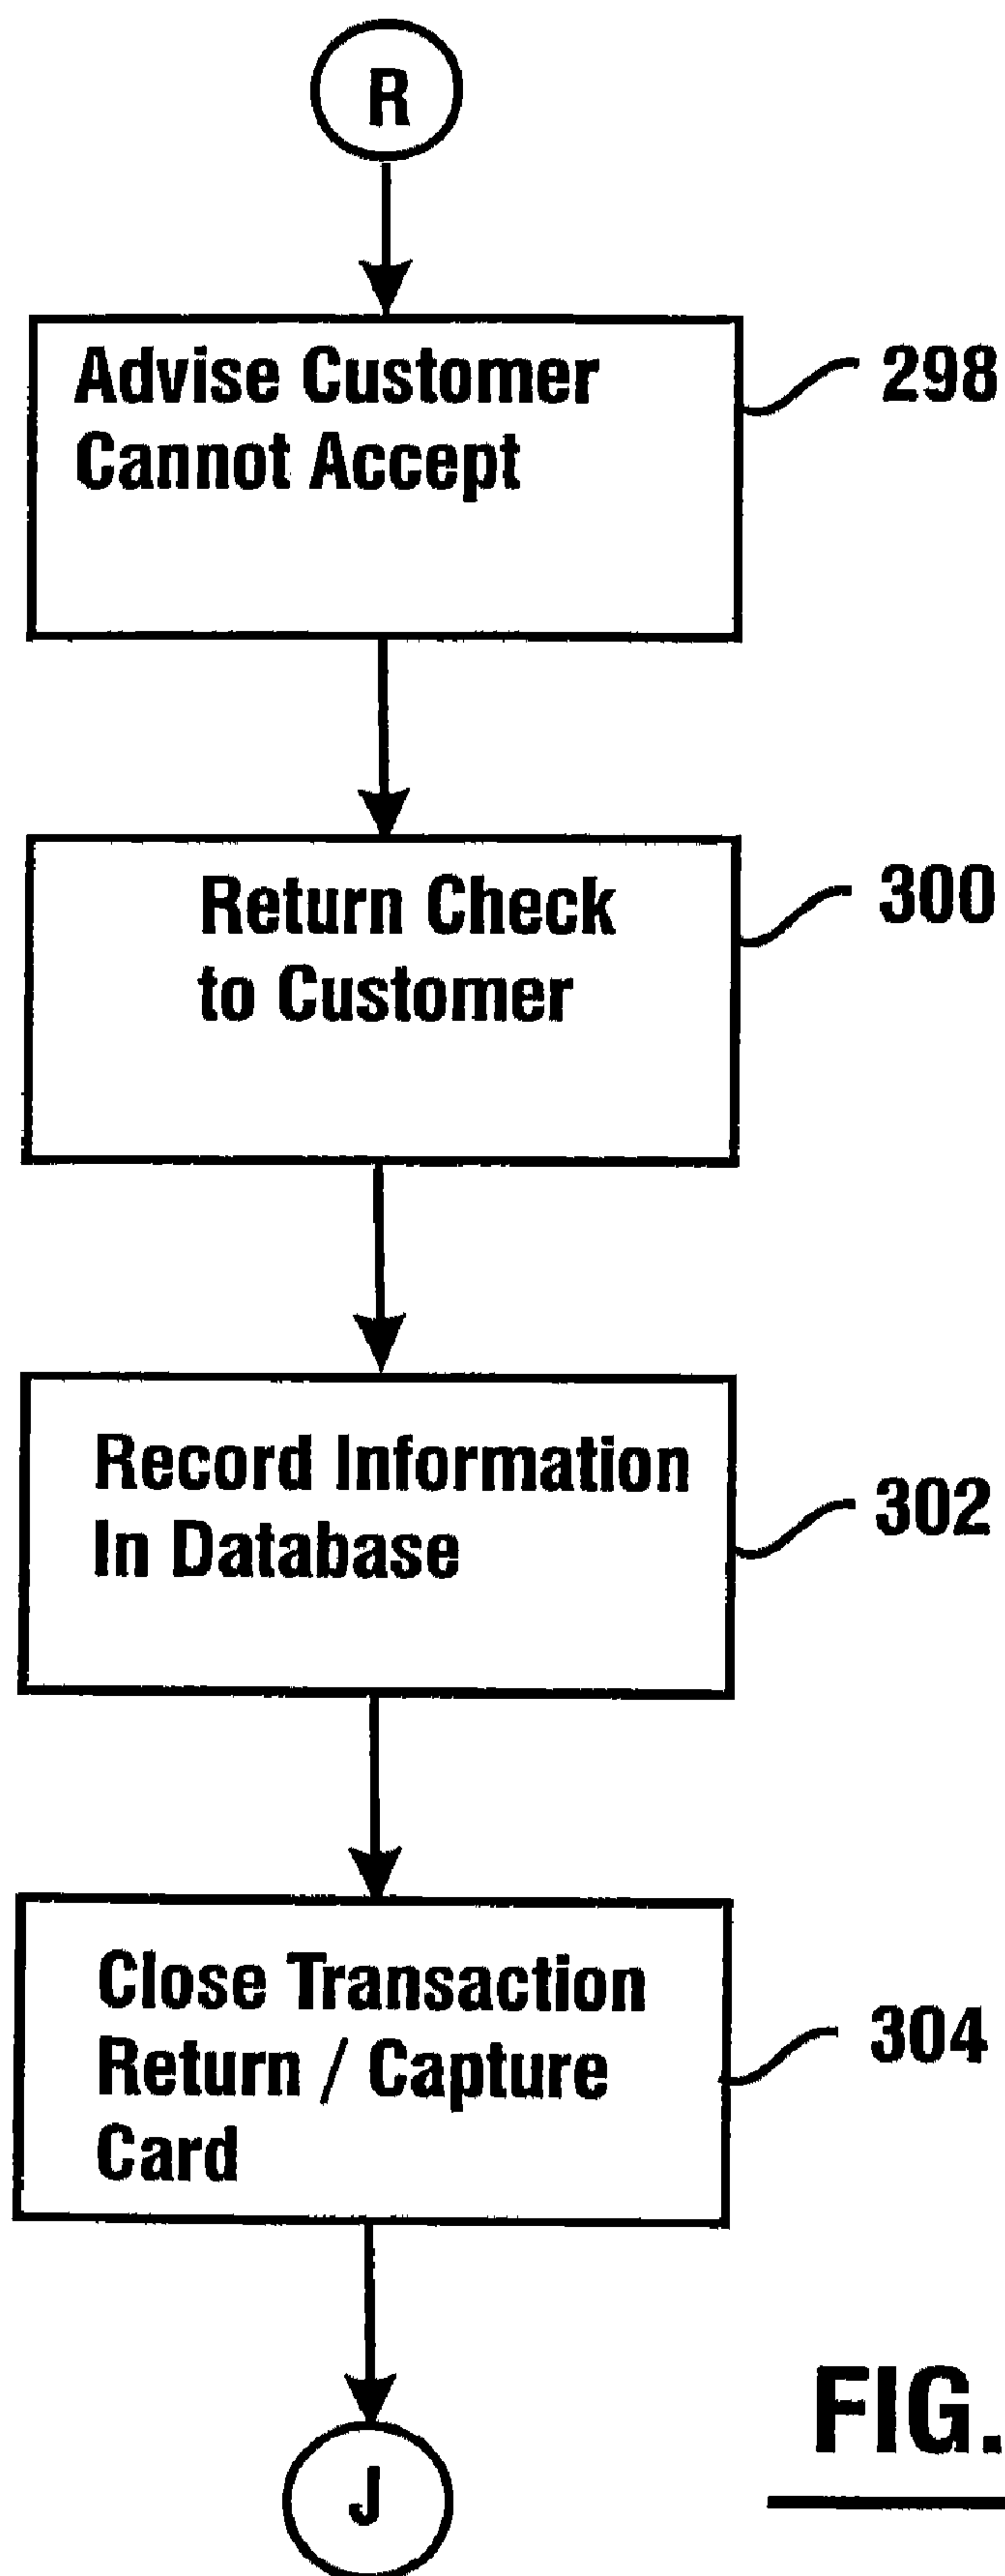 R
Advise Customer
Cannot Accept
298
Return Check
to Customer
300
Record Information
In Database
302
Close Transaction
Return / Capture
Card
304
J
FIG.